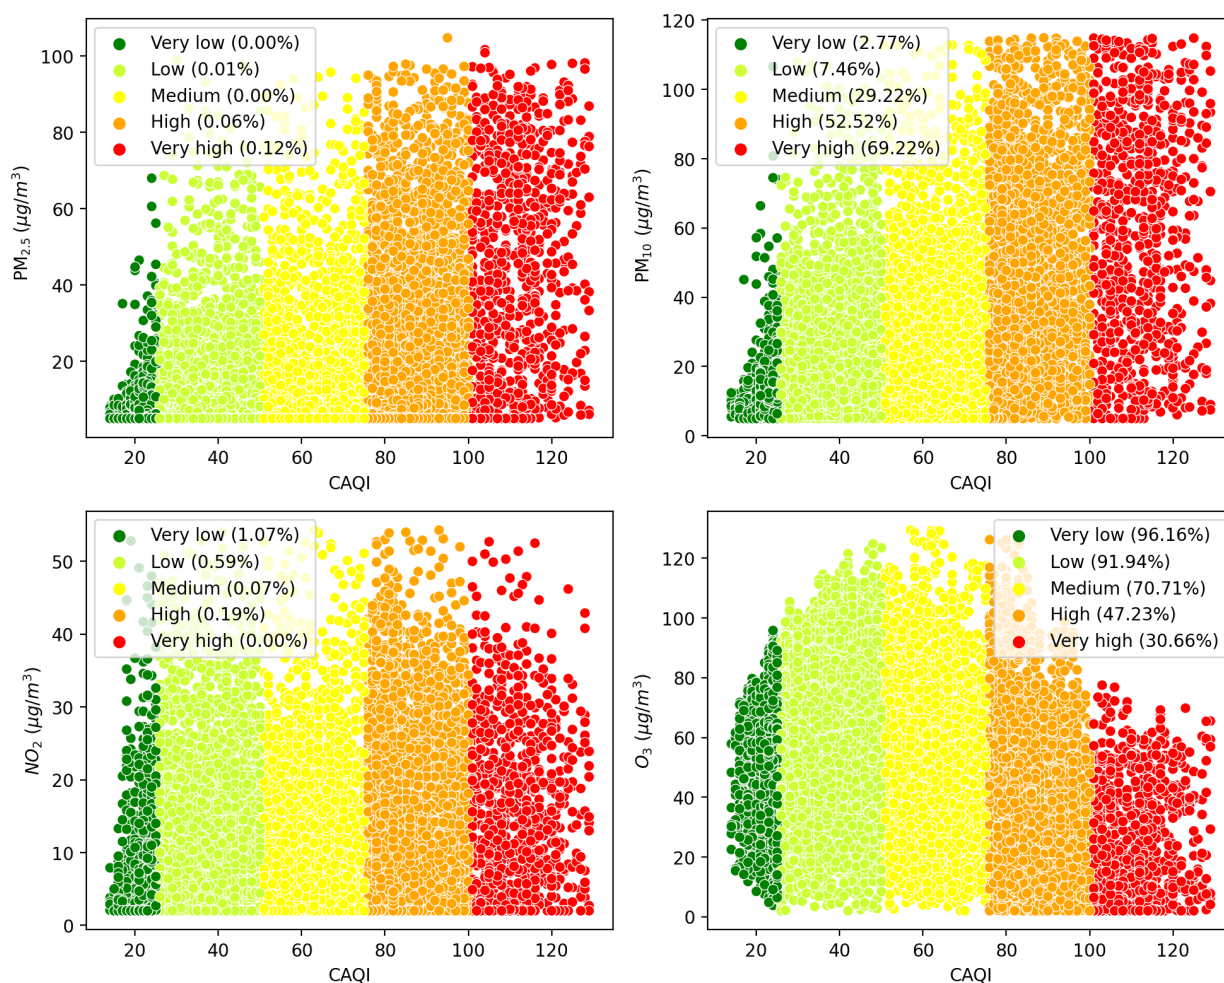 Very low (0.00%)
Low (0.01%)
Medium (0.00%)
High (0.06%)
Very high (0.12%)
100
80
60
40
20
PM2.5 (μg/m3)
20 40 60 80 100 120
CAQI
Very low (2.77%)
Low (7.46%)
Medium (29.22%)
High (52.52%)
Very high (69.22%)
120
100
80
60
40
20
0
PM10 (μg/m3)
20 40 60 80 100 120
CAQI
Very low (1.07%)
Low (0.59%)
Medium (0.07%)
High (0.19%)
Very high (0.00%)
50
40
30
20
10
0
NO2 (μg/m3)
20 40 60 80 100 120
CAQI
Very low (96.16%)
Low (91.94%)
Medium (70.71%)
High (47.23%)
Very high (30.66%)
120
100
80
60
40
20
0
O3 (μg/m3)
20 40 60 80 100 120
CAQI